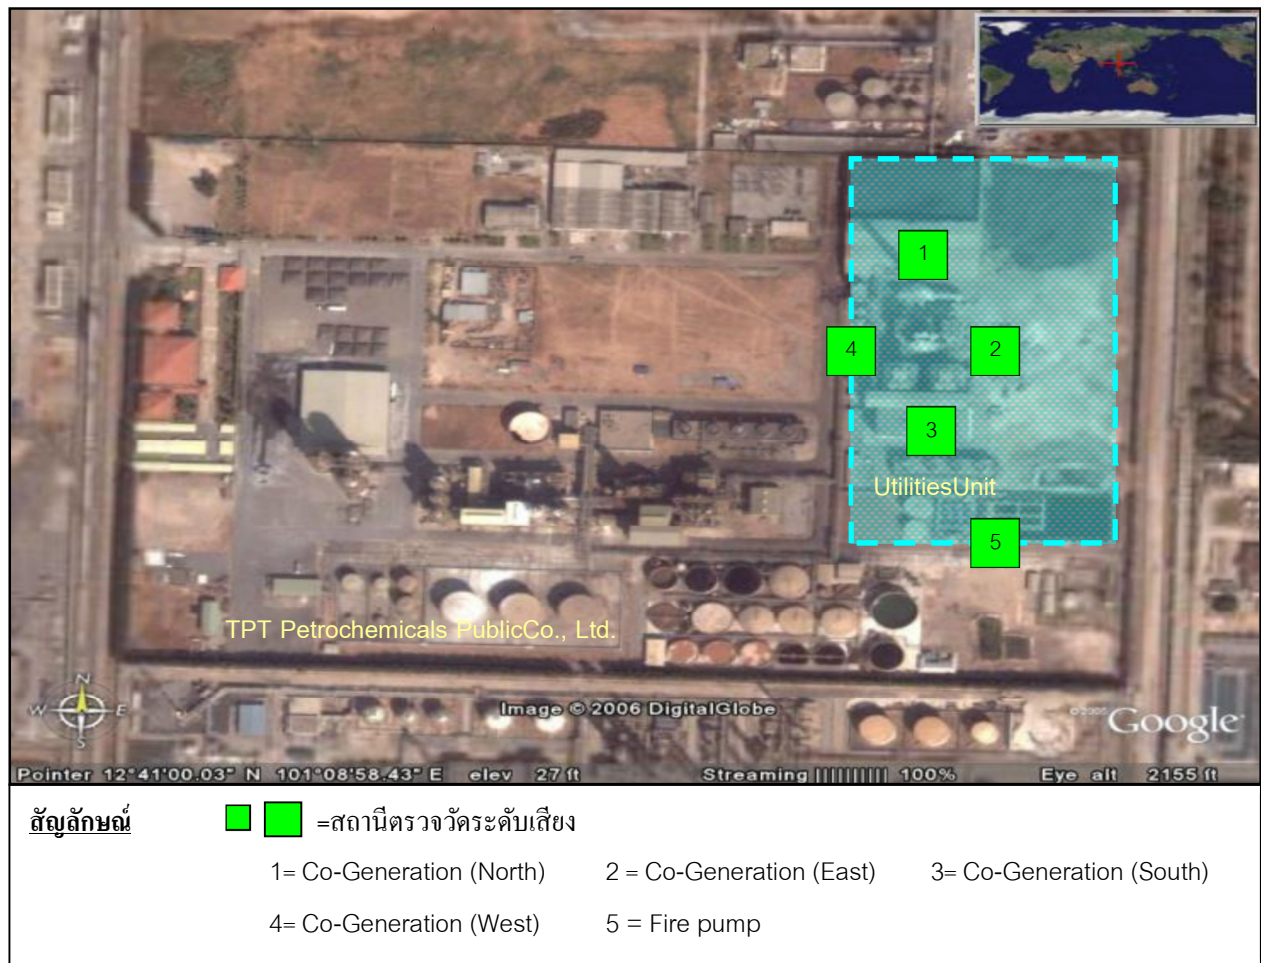 1
4
2
3
UtilitiesUnit
5
TPT Petrochemicals PublicCo., Ltd.
N
W E
S
Image © 2006 DigitalGlobe
©2005 Google
Pointer 12°41'00.03" N 101°08'58.43" E elev 27 ft Streaming |||||||||| 100% Eye alt 2155 ft
สัญลักษณ์ =สถานีตรวจวัดระดับเสียง
1= Co-Generation (North) 2 = Co-Generation (East) 3= Co-Generation (South)
4= Co-Generation (West) 5 = Fire pump